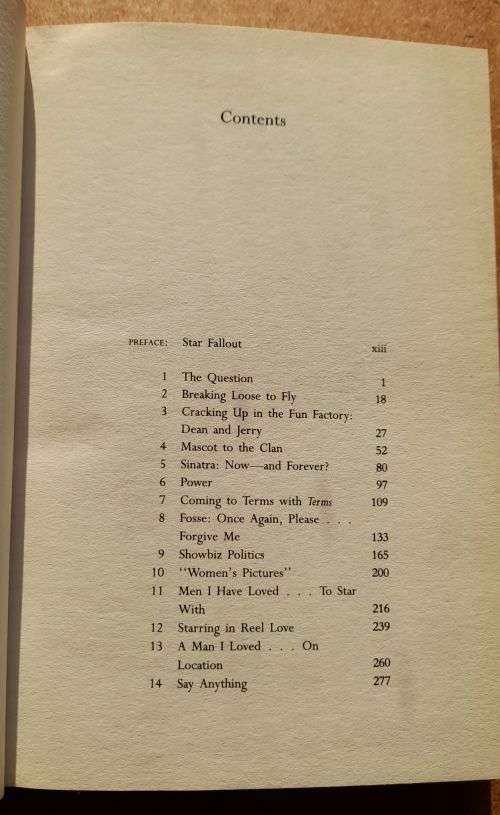 Contents
PREFACE: Star Fallout xiii
1 The Question 1
2 Breaking Loose to Fly 18
3 Cracking Up in the Fun Factory:
Dean and Jerry 27
4 Mascot to the Clan 52
5 Sinatra: Now—and Forever? 80
6 Power 97
7 Coming to Terms with Terms 109
8 Fosse: Once Again, Please . . .
Forgive Me 133
9 Showbiz Politics 165
10 "Women's Pictures" 200
11 Men I Have Loved . . . To Star
With 216
12 Starring in Reel Love 239
13 A Man I Loved . . . On
Location 260
14 Say Anything 277